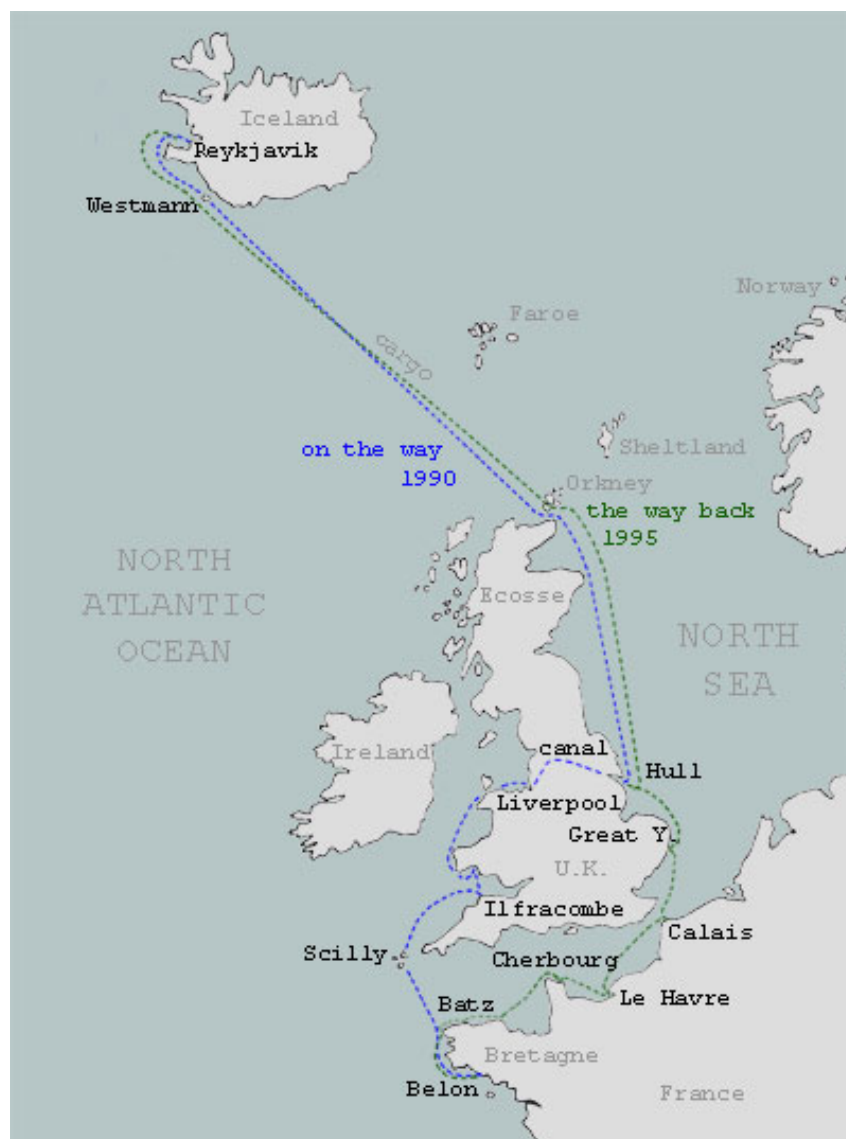 Iceland
Reykjavik
Westmann
Norway
Faroe
cargo
on the way
1990
Sheltland
Orkney
the way back
1995
NORTH
ATLANTIC
OCEAN
Ecosse
NORTH
SEA
Ireland
canal
Hull
Liverpool
Great Y.
U.K.
Ilfracombe
Calais
Scilly
Cherbourg
Le Havre
Batz
Bretagne
Belon
France